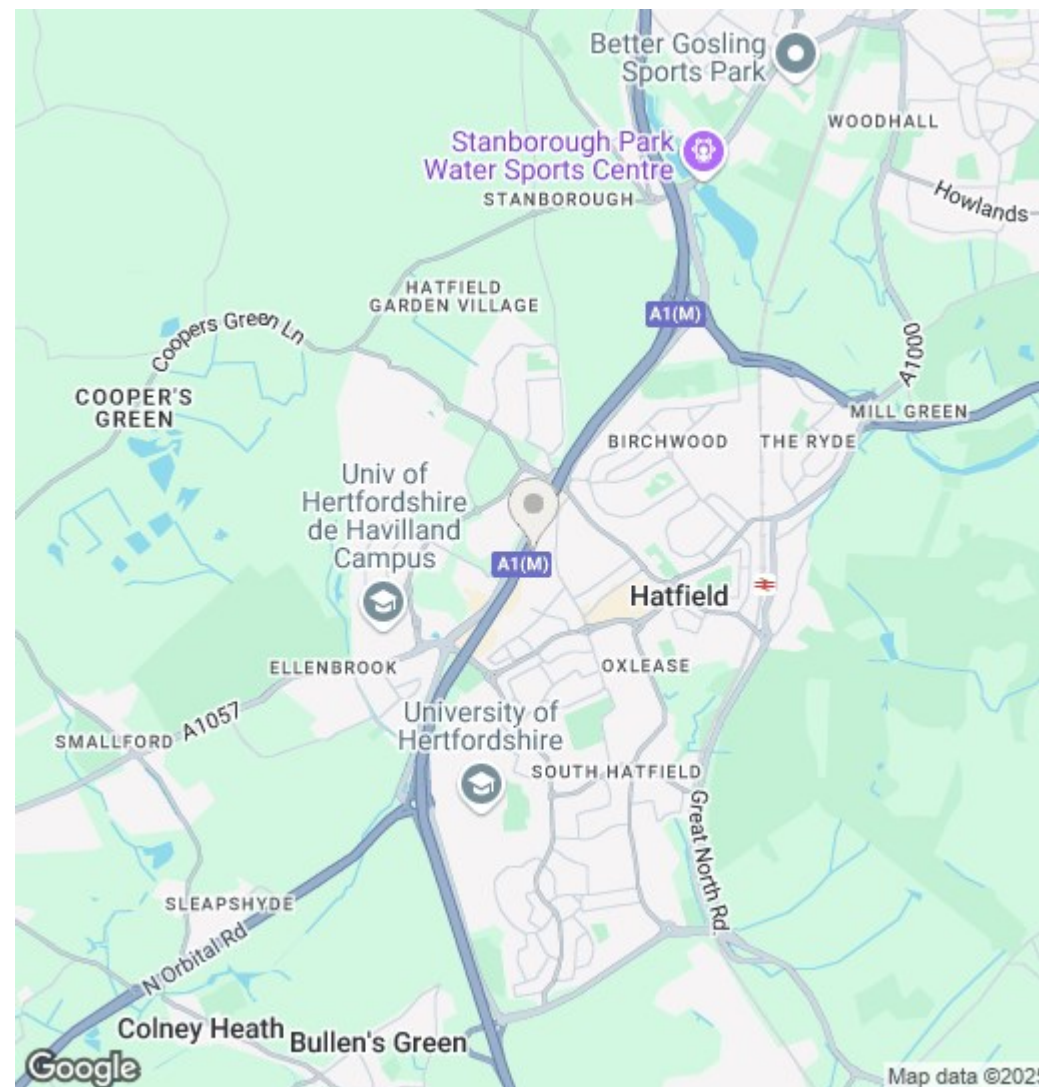 Better Gosling
Sports Park
WOODHALL
Stanborough Park
Water Sports Centre
STANBOROUGH
Howlands
HATFIELD
GARDEN VILLAGE
A1(M)
Coopers Green Ln
A1000
COOPER'S
GREEN
MILL GREEN
BIRCHWOOD
THE RYDE
Univ of
Hertfordshire
de Havilland
Campus
A1(M)
Hatfield
ELLENBROOK
OXLEASE
A1057
University of
Hertfordshire
SMALLFORD
SOUTH HATFIELD
Great North Rd.
SLEAPSHYDE
N Orbital Rd
Colney Heath
Bullen's Green
Google
Map data ©2025